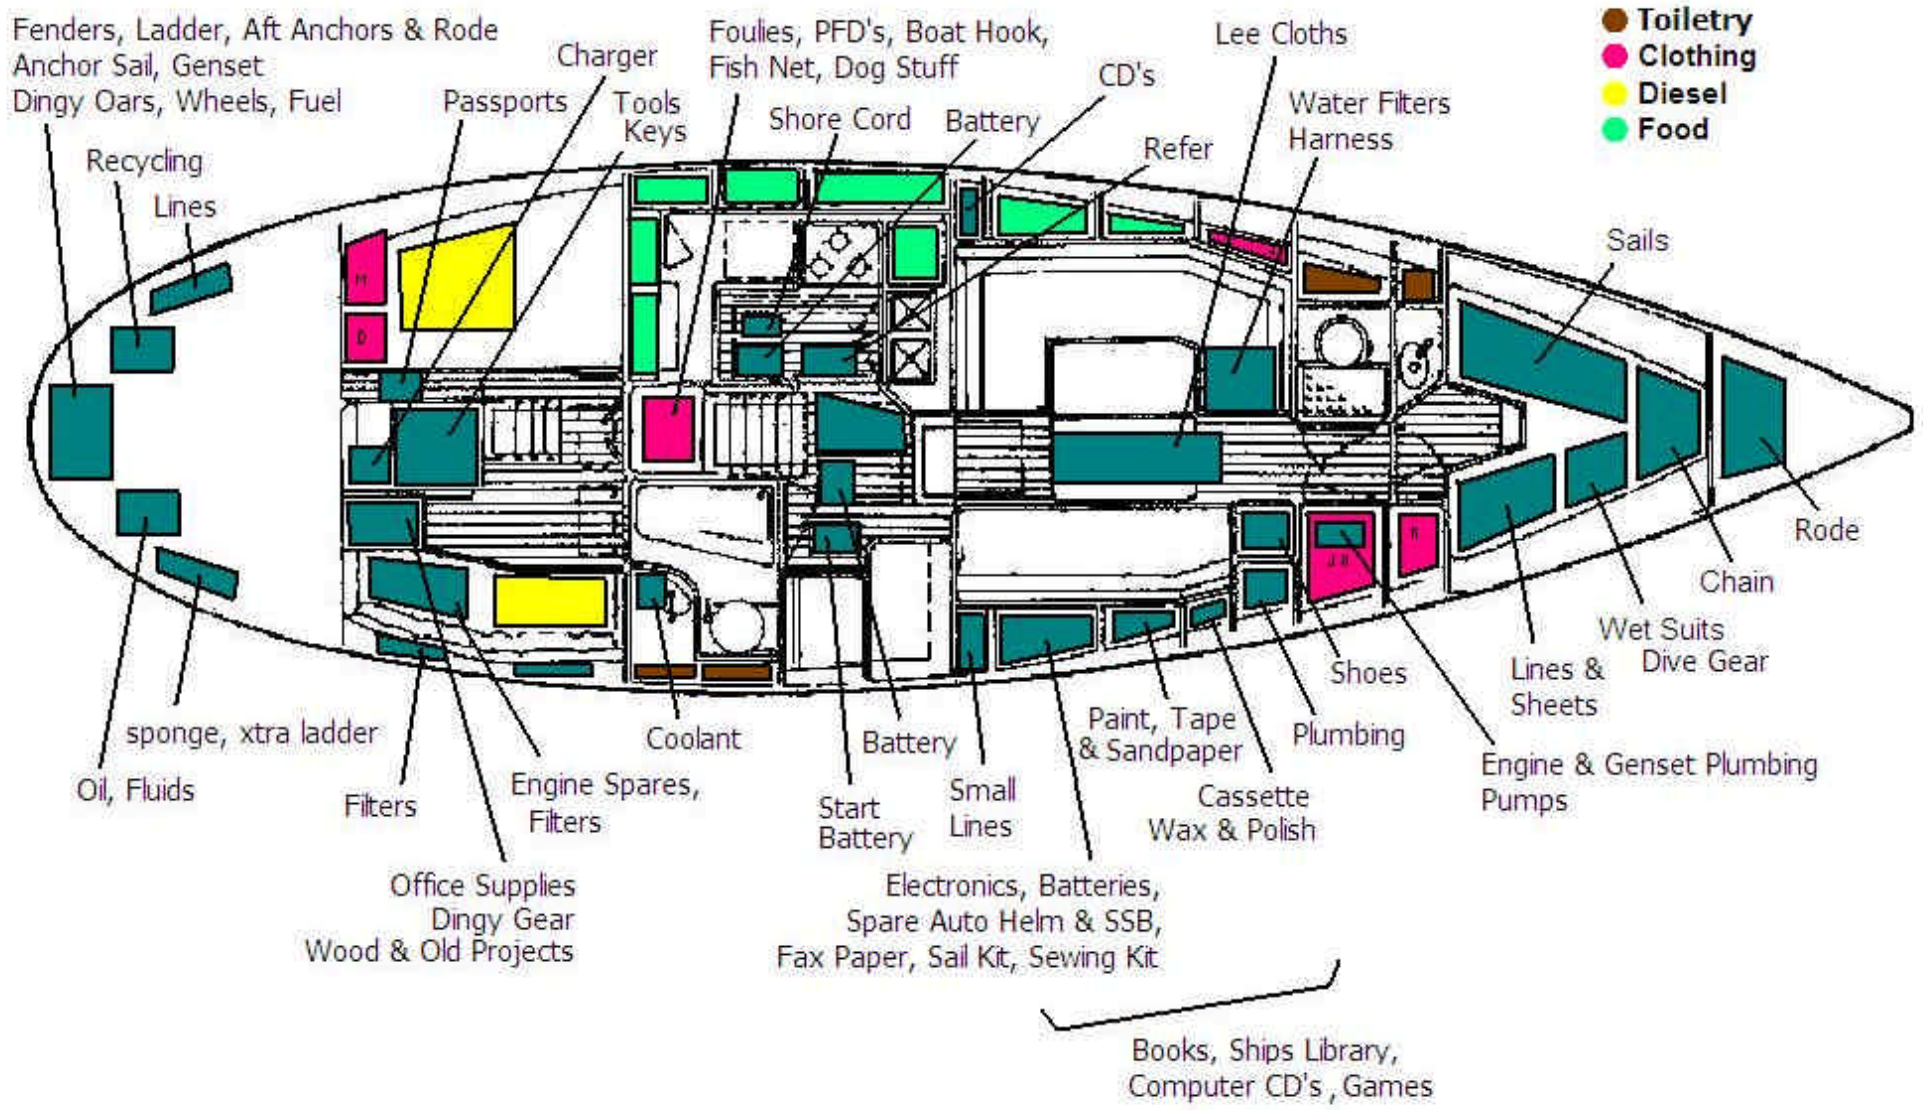 Fenders, Ladder, Aft Anchors & Rode
Anchor Sail, Genset
Dingy Oars, Wheels, Fuel
Recycling
Lines
Passports
Charger
Tools
Keys
Foulies, PFD's, Boat Hook,
Fish Net, Dog Stuff
Shore Cord
Battery
CD's
Refer
Lee Cloths
Water Filters
Harness
Toiletry
Clothing
Diesel
Food
Sails
Rode
Chain
Wet Suits
Dive Gear
Lines &
Sheets
Engine & Genset Plumbing
Pumps
Shoes
Plumbing
Cassette
Wax & Polish
Paint, Tape
& Sandpaper
Small
Lines
Battery
Start
Battery
Coolant
Engine Spares,
Filters
Filters
sponge, xtra ladder
Oil, Fluids
Office Supplies
Dingy Gear
Wood & Old Projects
Electronics, Batteries,
Spare Auto Helm & SSB,
Fax Paper, Sail Kit, Sewing Kit
Books, Ships Library,
Computer CD's , Games
D